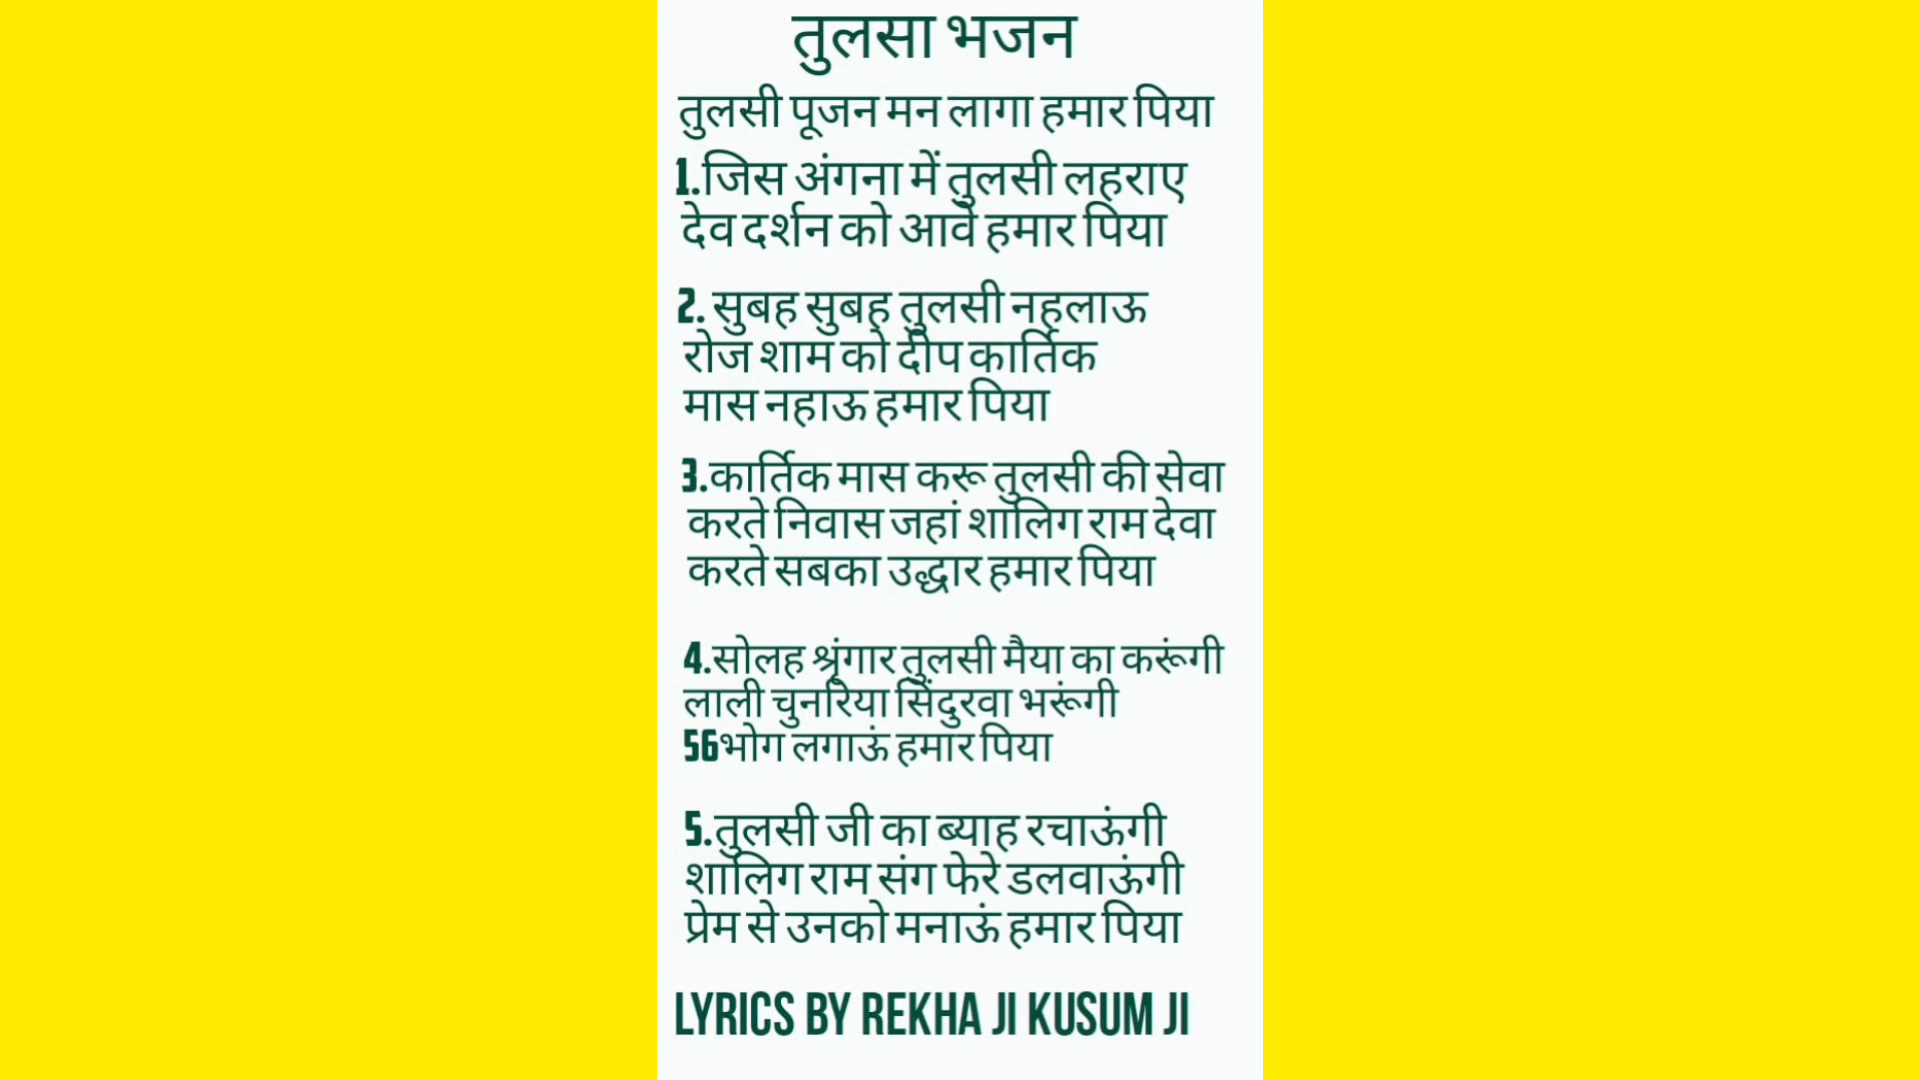 तुलसा भजन
तुलसी पूजन मन लागा हमार पिया
1.जिस अंगना में तुलसी लहराए
देव दर्शन को आवे हमार पिया
2. सुबह सुबह तुलसी नहलाऊ
रोज शाम को दीप कार्तिक
मास नहाऊ हमार पिया
3.कार्तिक मास करू तुलसी की सेवा
करते निवास जहां शालिग राम देवा
करते सबका उद्धार हमार पिया
4.सोलह श्रृंगार तुलसी मैया का करूंगी
लाली चुनरिया सिंदुरवा भरूंगी
56भोग लगाऊं हमार पिया
5.तुलसी जी का ब्याह रचाऊंगी
शालिग राम संग फेरे डलवाऊंगी
प्रेम से उनको मनाऊं हमार पिया
LYRICS BY REKHA JI KUSUM JI